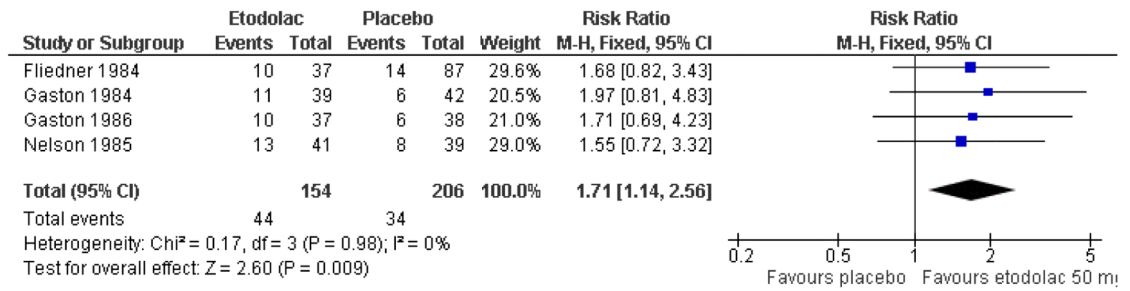 Etodolac Placebo Risk Ratio Risk Ratio
Study or Subgroup Events Total Events Total Weight M-H, Fixed, 95% CI M-H, Fixed, 95% CI
Fliedner 1984 10 37 14 87 29.6% 1.68 [0.82, 3.43]
Gaston 1984 11 39 6 42 20.5% 1.97 [0.81, 4.83]
Gaston 1986 10 37 6 38 21.0% 1.71 [0.69, 4.23]
Nelson 1985 13 41 8 39 29.0% 1.55 [0.72, 3.32]
Total (95% CI) 154 206 100.0% 1.71 [1.14, 2.56]
Total events 44 34
Heterogeneity: Chi² = 0.17, df = 3 (P = 0.98); I² = 0%
Test for overall effect: Z = 2.60 (P = 0.009)
0.2 0.5 1 2 5
Favours placebo Favours etodolac 50